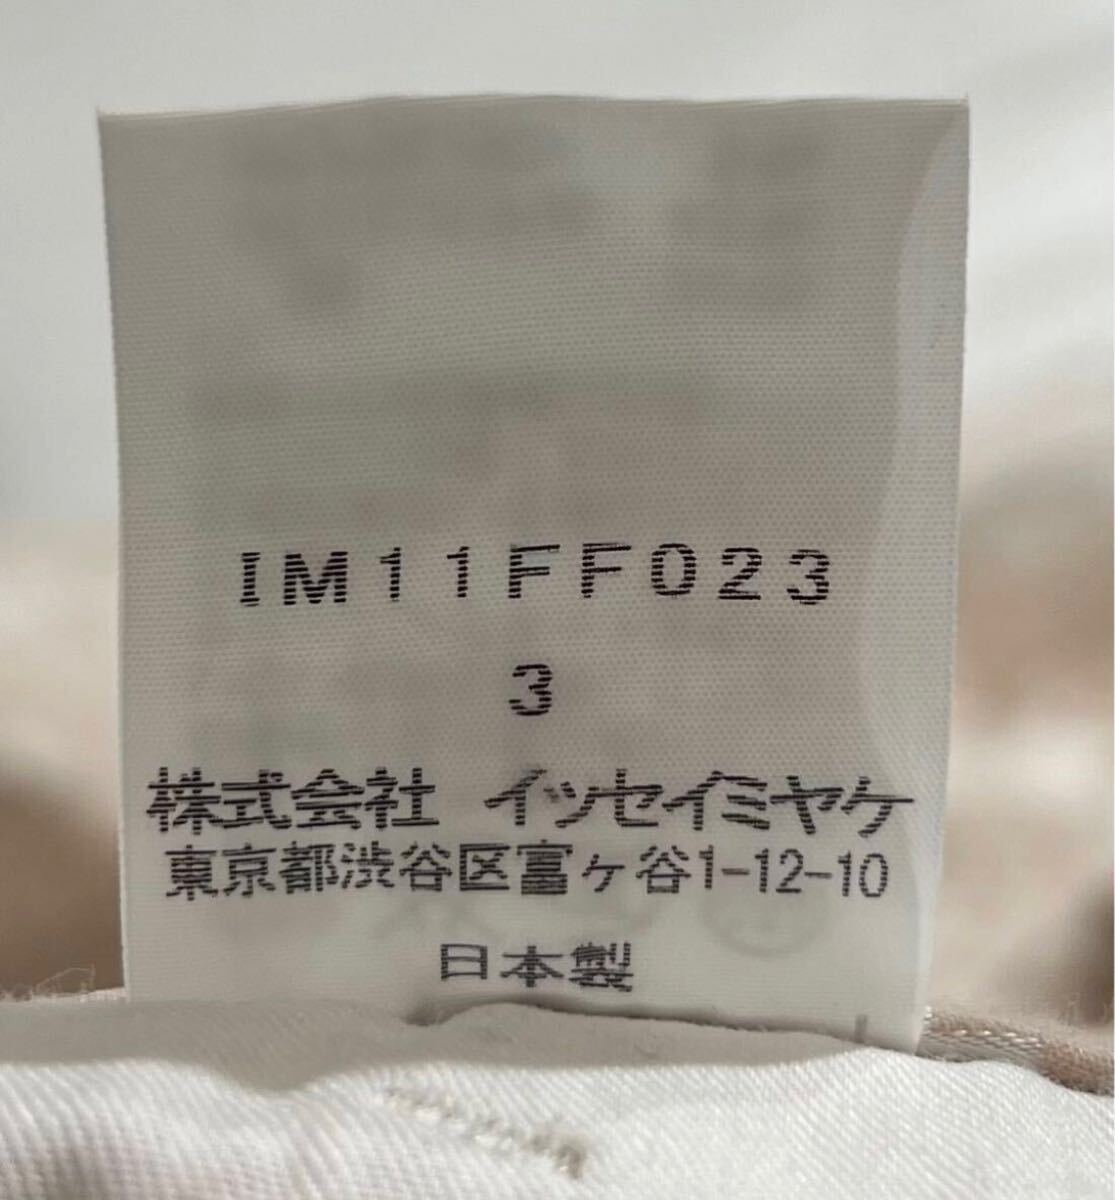 IM11FF023
3
株式会社 イッセイミヤケ
東京都渋谷区富ヶ谷1-12-10
日本製